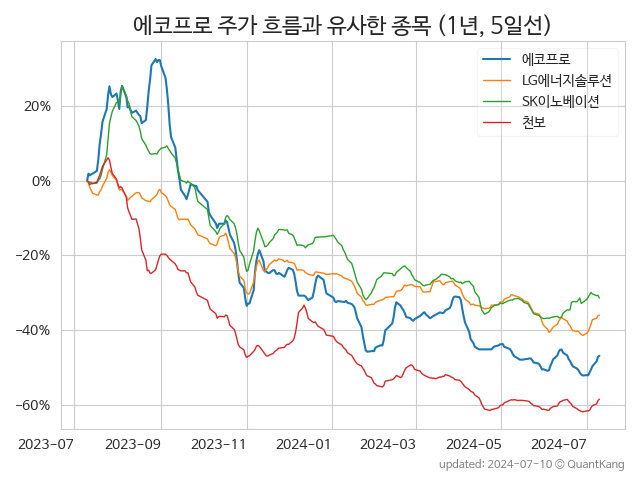 에코프로 주가 흐름과 유사한 종목 (1년, 5일선)
에코프로
LG에너지솔루션
SK이노베이션
천보
20%
0%
−20%
−40%
−60%
2023-07 2023-09 2023-11 2024-01 2024-03 2024-05 2024-07
updated: 2024-07-10 © QuantKang